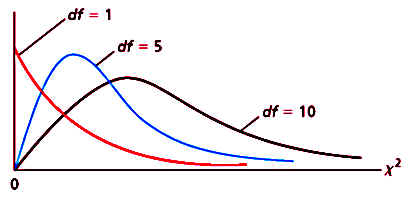 df = 1
df = 5
df = 10
0
χ²